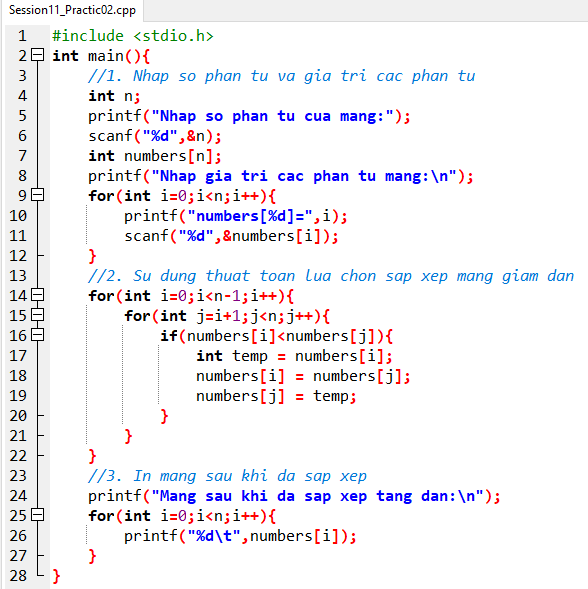 Session11_Practic02.cpp
1 #include <stdio.h>
2 int main(){
3 //1. Nhap so phan tu va gia tri cac phan tu
4 int n;
5 printf("Nhap so phan tu cua mang:");
6 scanf("%d",&n);
7 int numbers[n];
8 printf("Nhap gia tri cac phan tu mang:\n");
9 for(int i=0;i<n;i++){
10 printf("numbers[%d]=",i);
11 scanf("%d",&numbers[i]);
12 }
13 //2. Su dung thuat toan lua chon sap xep mang giam dan
14 for(int i=0;i<n-1;i++){
15 for(int j=i+1;j<n;j++){
16 if(numbers[i]<numbers[j]){
17 int temp = numbers[i];
18 numbers[i] = numbers[j];
19 numbers[j] = temp;
20 }
21 }
22 }
23 //3. In mang sau khi da sap xep
24 printf("Mang sau khi da sap xep tang dan:\n");
25 for(int i=0;i<n;i++){
26 printf("%d\t",numbers[i]);
27 }
28 }